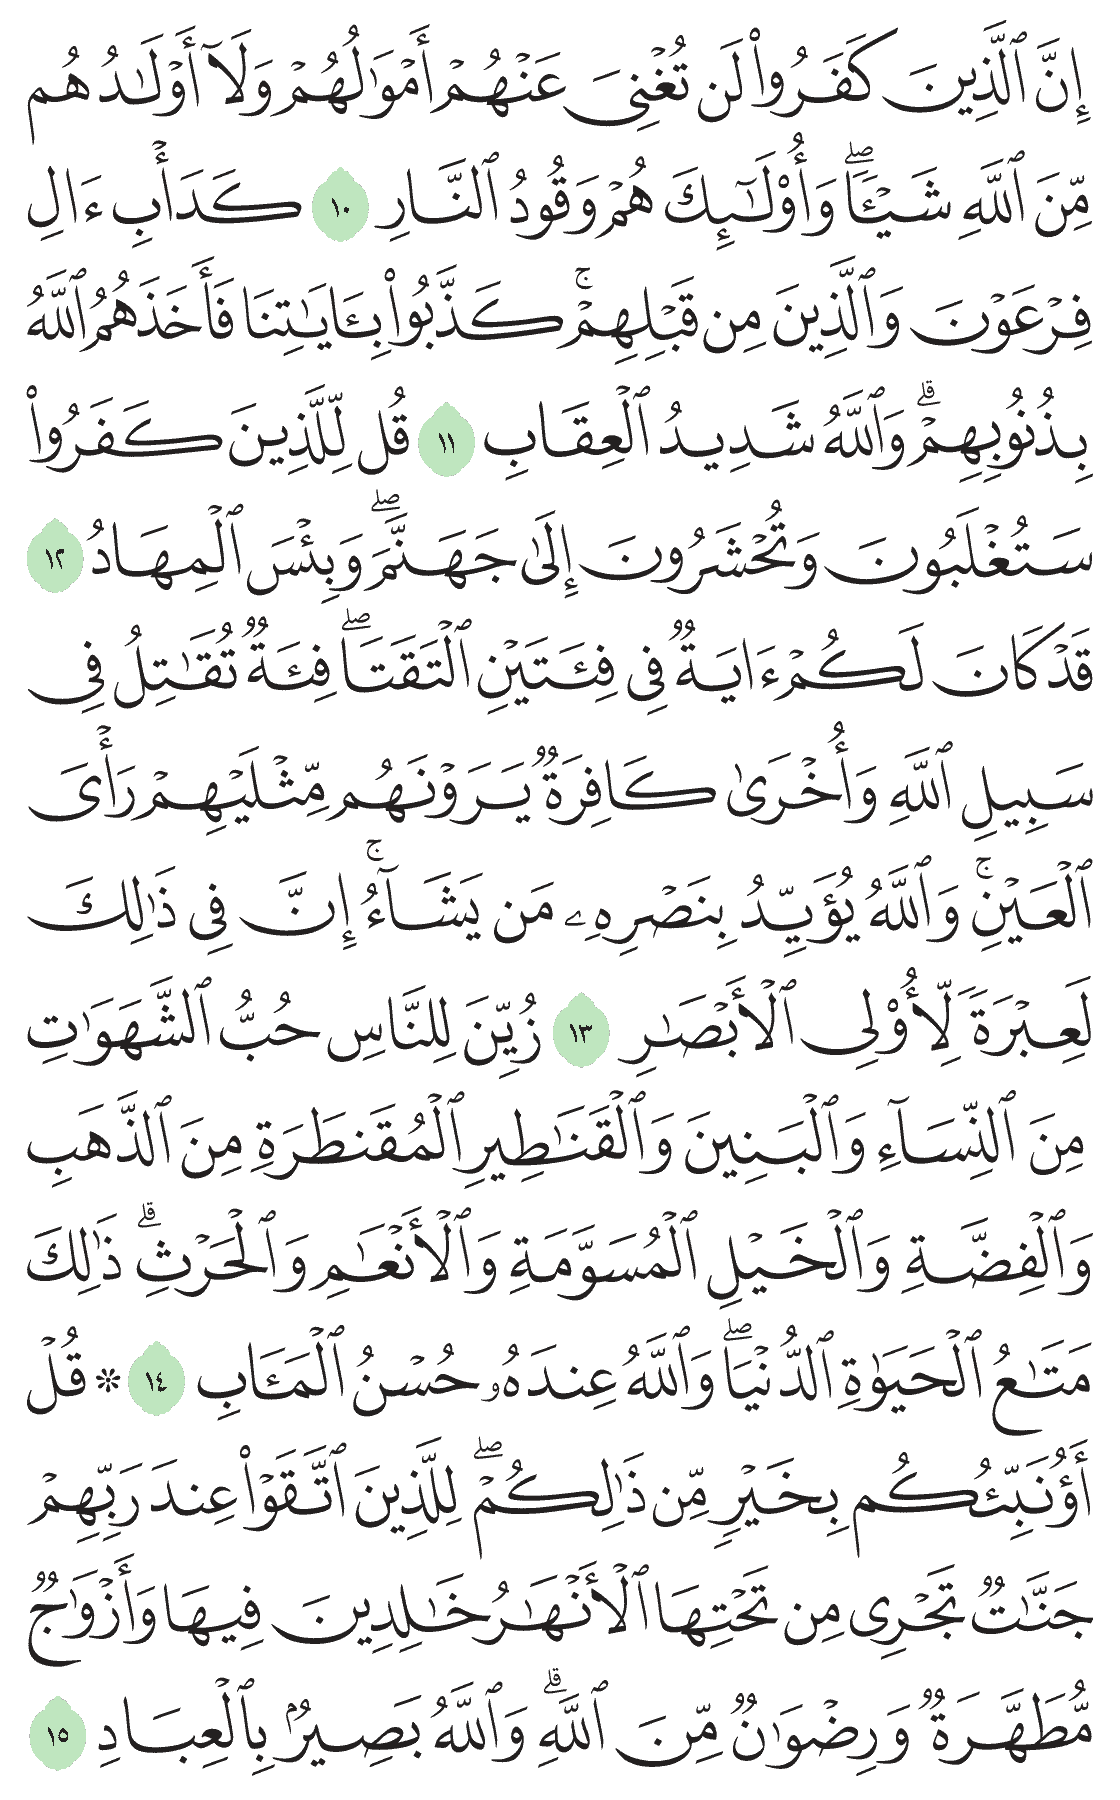 إِنَّ ٱلَّذِينَ كَفَرُوا۟ لَن تُغْنِىَ عَنْهُمْ أَمْوَٰلُهُمْ وَلَآ أَوْلَـٰدُهُم
مِّنَ ٱللَّهِ شَيْـًٔا ۖ وَأُو۟لَـٰٓئِكَ هُمْ وَقُودُ ٱلنَّارِ ١٠ كَدَأْبِ ءَالِ
فِرْعَوْنَ وَٱلَّذِينَ مِن قَبْلِهِمْ ۚ كَذَّبُوا۟ بِـَٔايَـٰتِنَا فَأَخَذَهُمُ ٱللَّهُ
بِذُنُوبِهِمْ ۗ وَٱللَّهُ شَدِيدُ ٱلْعِقَابِ ١١ قُل لِّلَّذِينَ كَفَرُوا۟
سَتُغْلَبُونَ وَتُحْشَرُونَ إِلَىٰ جَهَنَّمَ ۖ وَبِئْسَ ٱلْمِهَادُ ١٢
قَدْ كَانَ لَكُمْ ءَايَةٌ فِى فِئَتَيْنِ ٱلْتَقَتَا ۖ فِئَةٌ تُقَـٰتِلُ فِى
سَبِيلِ ٱللَّهِ وَأُخْرَىٰ كَافِرَةٌ يَرَوْنَهُم مِّثْلَيْهِمْ رَأْىَ
ٱلْعَيْنِ ۚ وَٱللَّهُ يُؤَيِّدُ بِنَصْرِهِۦ مَن يَشَآءُ ۚ إِنَّ فِى ذَٰلِكَ
لَعِبْرَةً لِّأُو۟لِى ٱلْأَبْصَـٰرِ ١٣ زُيِّنَ لِلنَّاسِ حُبُّ ٱلشَّهَوَٰتِ
مِنَ ٱلنِّسَآءِ وَٱلْبَنِينَ وَٱلْقَنَـٰطِيرِ ٱلْمُقَنطَرَةِ مِنَ ٱلذَّهَبِ
وَٱلْفِضَّةِ وَٱلْخَيْلِ ٱلْمُسَوَّمَةِ وَٱلْأَنْعَـٰمِ وَٱلْحَرْثِ ۗ ذَٰلِكَ
مَتَـٰعُ ٱلْحَيَوٰةِ ٱلدُّنْيَا ۖ وَٱللَّهُ عِندَهُۥ حُسْنُ ٱلْمَـَٔابِ ١٤ ۞ قُلْ
أَؤُنَبِّئُكُم بِخَيْرٍ مِّن ذَٰلِكُمْ ۖ لِلَّذِينَ ٱتَّقَوْا۟ عِندَ رَبِّهِمْ
جَنَّـٰتٌ تَجْرِى مِن تَحْتِهَا ٱلْأَنْهَـٰرُ خَـٰلِدِينَ فِيهَا وَأَزْوَٰجٌ
مُّطَهَّرَةٌ وَرِضْوَٰنٌ مِّنَ ٱللَّهِ ۗ وَٱللَّهُ بَصِيرٌۢ بِٱلْعِبَادِ ١٥